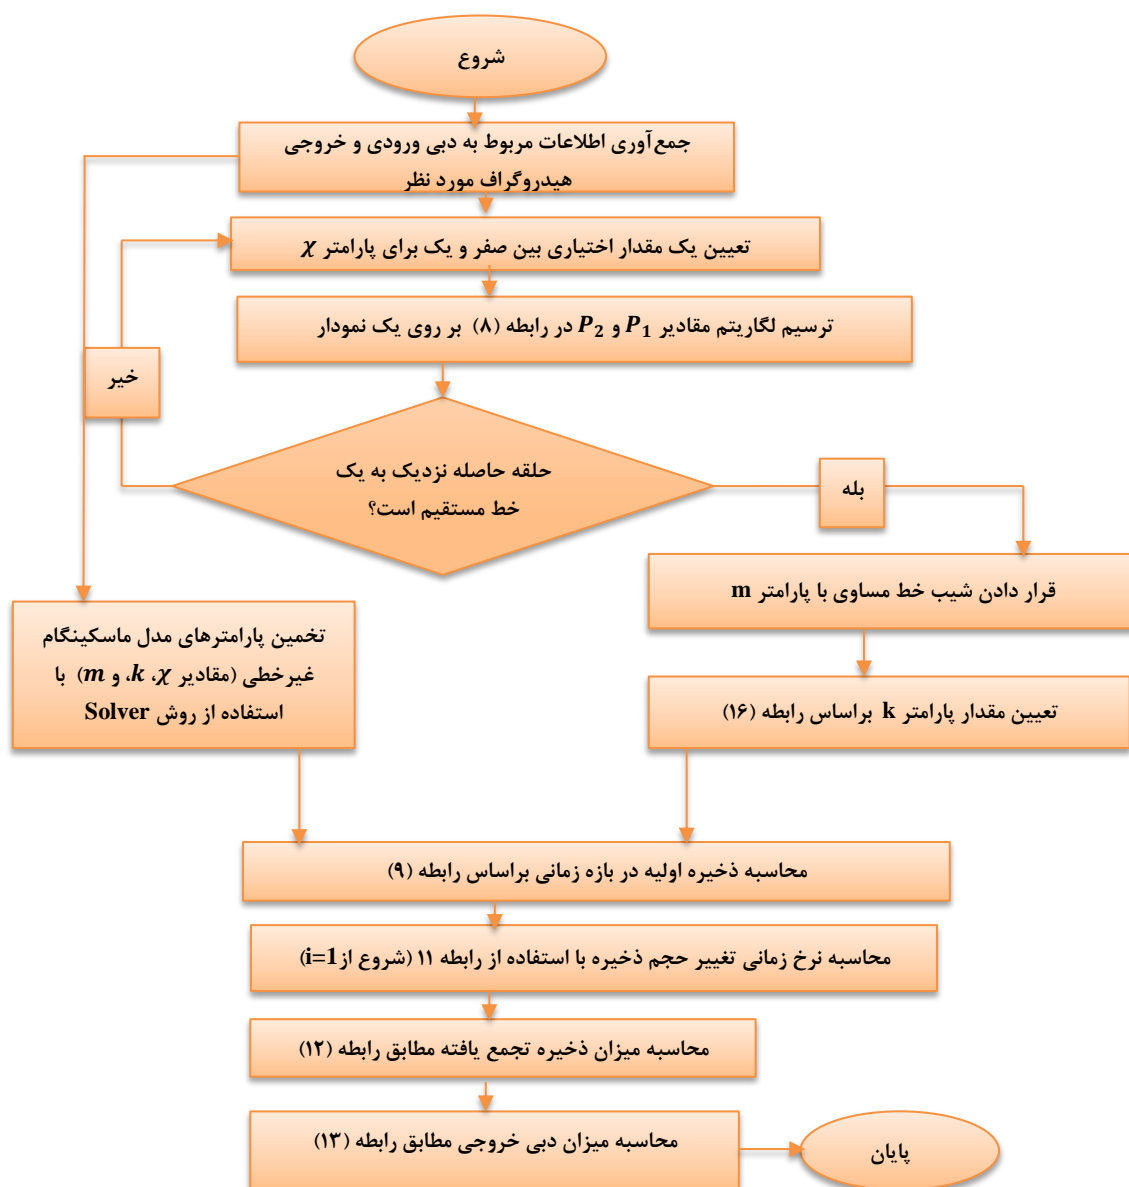 شروع
جمع‌آوری اطلاعات مربوط به دبی ورودی و خروجی
هیدروگراف مورد نظر
تعیین یک مقدار اختیاری بین صفر و یک برای پارامتر χ
ترسیم لگاریتم مقادیر P₁ و P₂ در رابطه (۸) بر روی یک نمودار
خیر
حلقه حاصله نزدیک به یک
خط مستقیم است؟
بله
قرار دادن شیب خط مساوی با پارامتر m
تعیین مقدار پارامتر k براساس رابطه (۱۶)
تخمین پارامترهای مدل ماسکینگام
غیرخطی (مقادیر χ، k، و m) با
استفاده از روش Solver
محاسبه ذخیره اولیه در بازه زمانی براساس رابطه (۹)
محاسبه نرخ زمانی تغییر حجم ذخیره با استفاده از رابطه ۱۱ (شروع از i=1)
محاسبه میزان ذخیره تجمع یافته مطابق رابطه (۱۲)
محاسبه میزان دبی خروجی مطابق رابطه (۱۳)
پایان